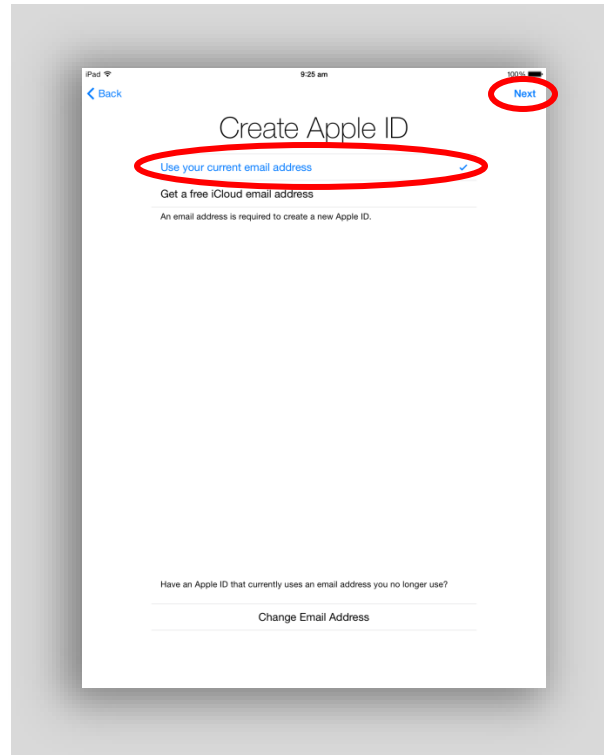 iPad 9:25 am 100%
Back Next
Create Apple ID
Use your current email address
Get a free iCloud email address
An email address is required to create a new Apple ID.
Have an Apple ID that currently uses an email address you no longer use?
Change Email Address